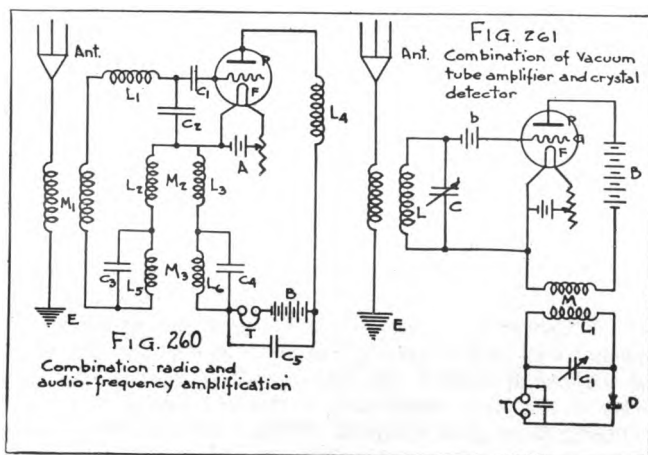 Ant.
L1
C1
P
F
C2
A
L4
M1
L2
M2
L3
C3
L5
M3
L6
C4
B
T
C5
E
FIG. 260
Combination radio and
audio-frequency amplification
FIG. 261
Ant.
Combination of Vacuum
tube amplifier and crystal
detector
b
P
G
F
B
L
C
M
L1
E
C1
T
D